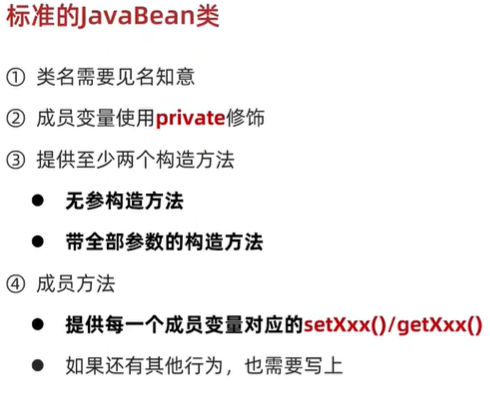 标准的JavaBean类
① 类名需要见名知意
② 成员变量使用private修饰
③ 提供至少两个构造方法
● 无参构造方法
● 带全部参数的构造方法
④ 成员方法
● 提供每一个成员变量对应的setXxx()/getXxx()
● 如果还有其他行为，也需要写上